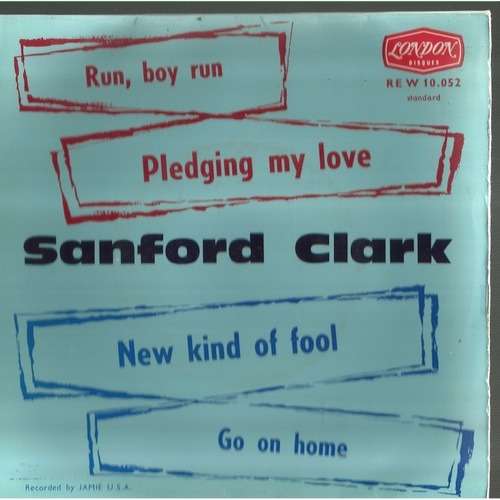 Run, boy run
LONDON
DISQUES
RE W 10.052
standard
Pledging my love
Sanford Clark
New kind of fool
Go on home
Recorded by JAMIE U.S.A.